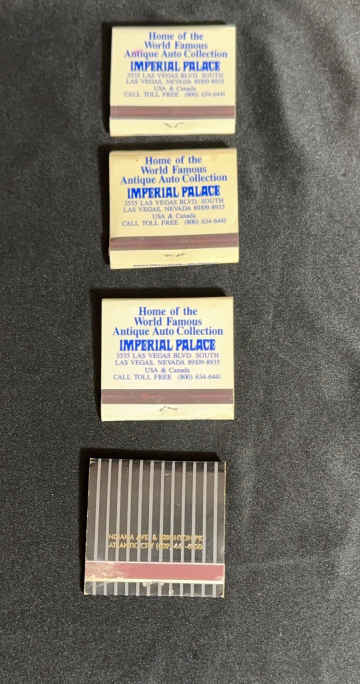 Home of the
World Famous
Antique Auto Collection
IMPERIAL PALACE
3535 LAS VEGAS BLVD. SOUTH
LAS VEGAS, NEVADA 89109-8933
USA & Canada
CALL TOLL FREE (800) 634-6441
Home of the
World Famous
Antique Auto Collection
IMPERIAL PALACE
3535 LAS VEGAS BLVD. SOUTH
LAS VEGAS, NEVADA 89109-8933
USA & Canada
CALL TOLL FREE (800) 634-6441
Home of the
World Famous
Antique Auto Collection
IMPERIAL PALACE
3535 LAS VEGAS BLVD. SOUTH
LAS VEGAS, NEVADA 89109-8933
USA & Canada
CALL TOLL FREE (800) 634-6441
INDIANA AVE &
ATLANTIC CITY (609)